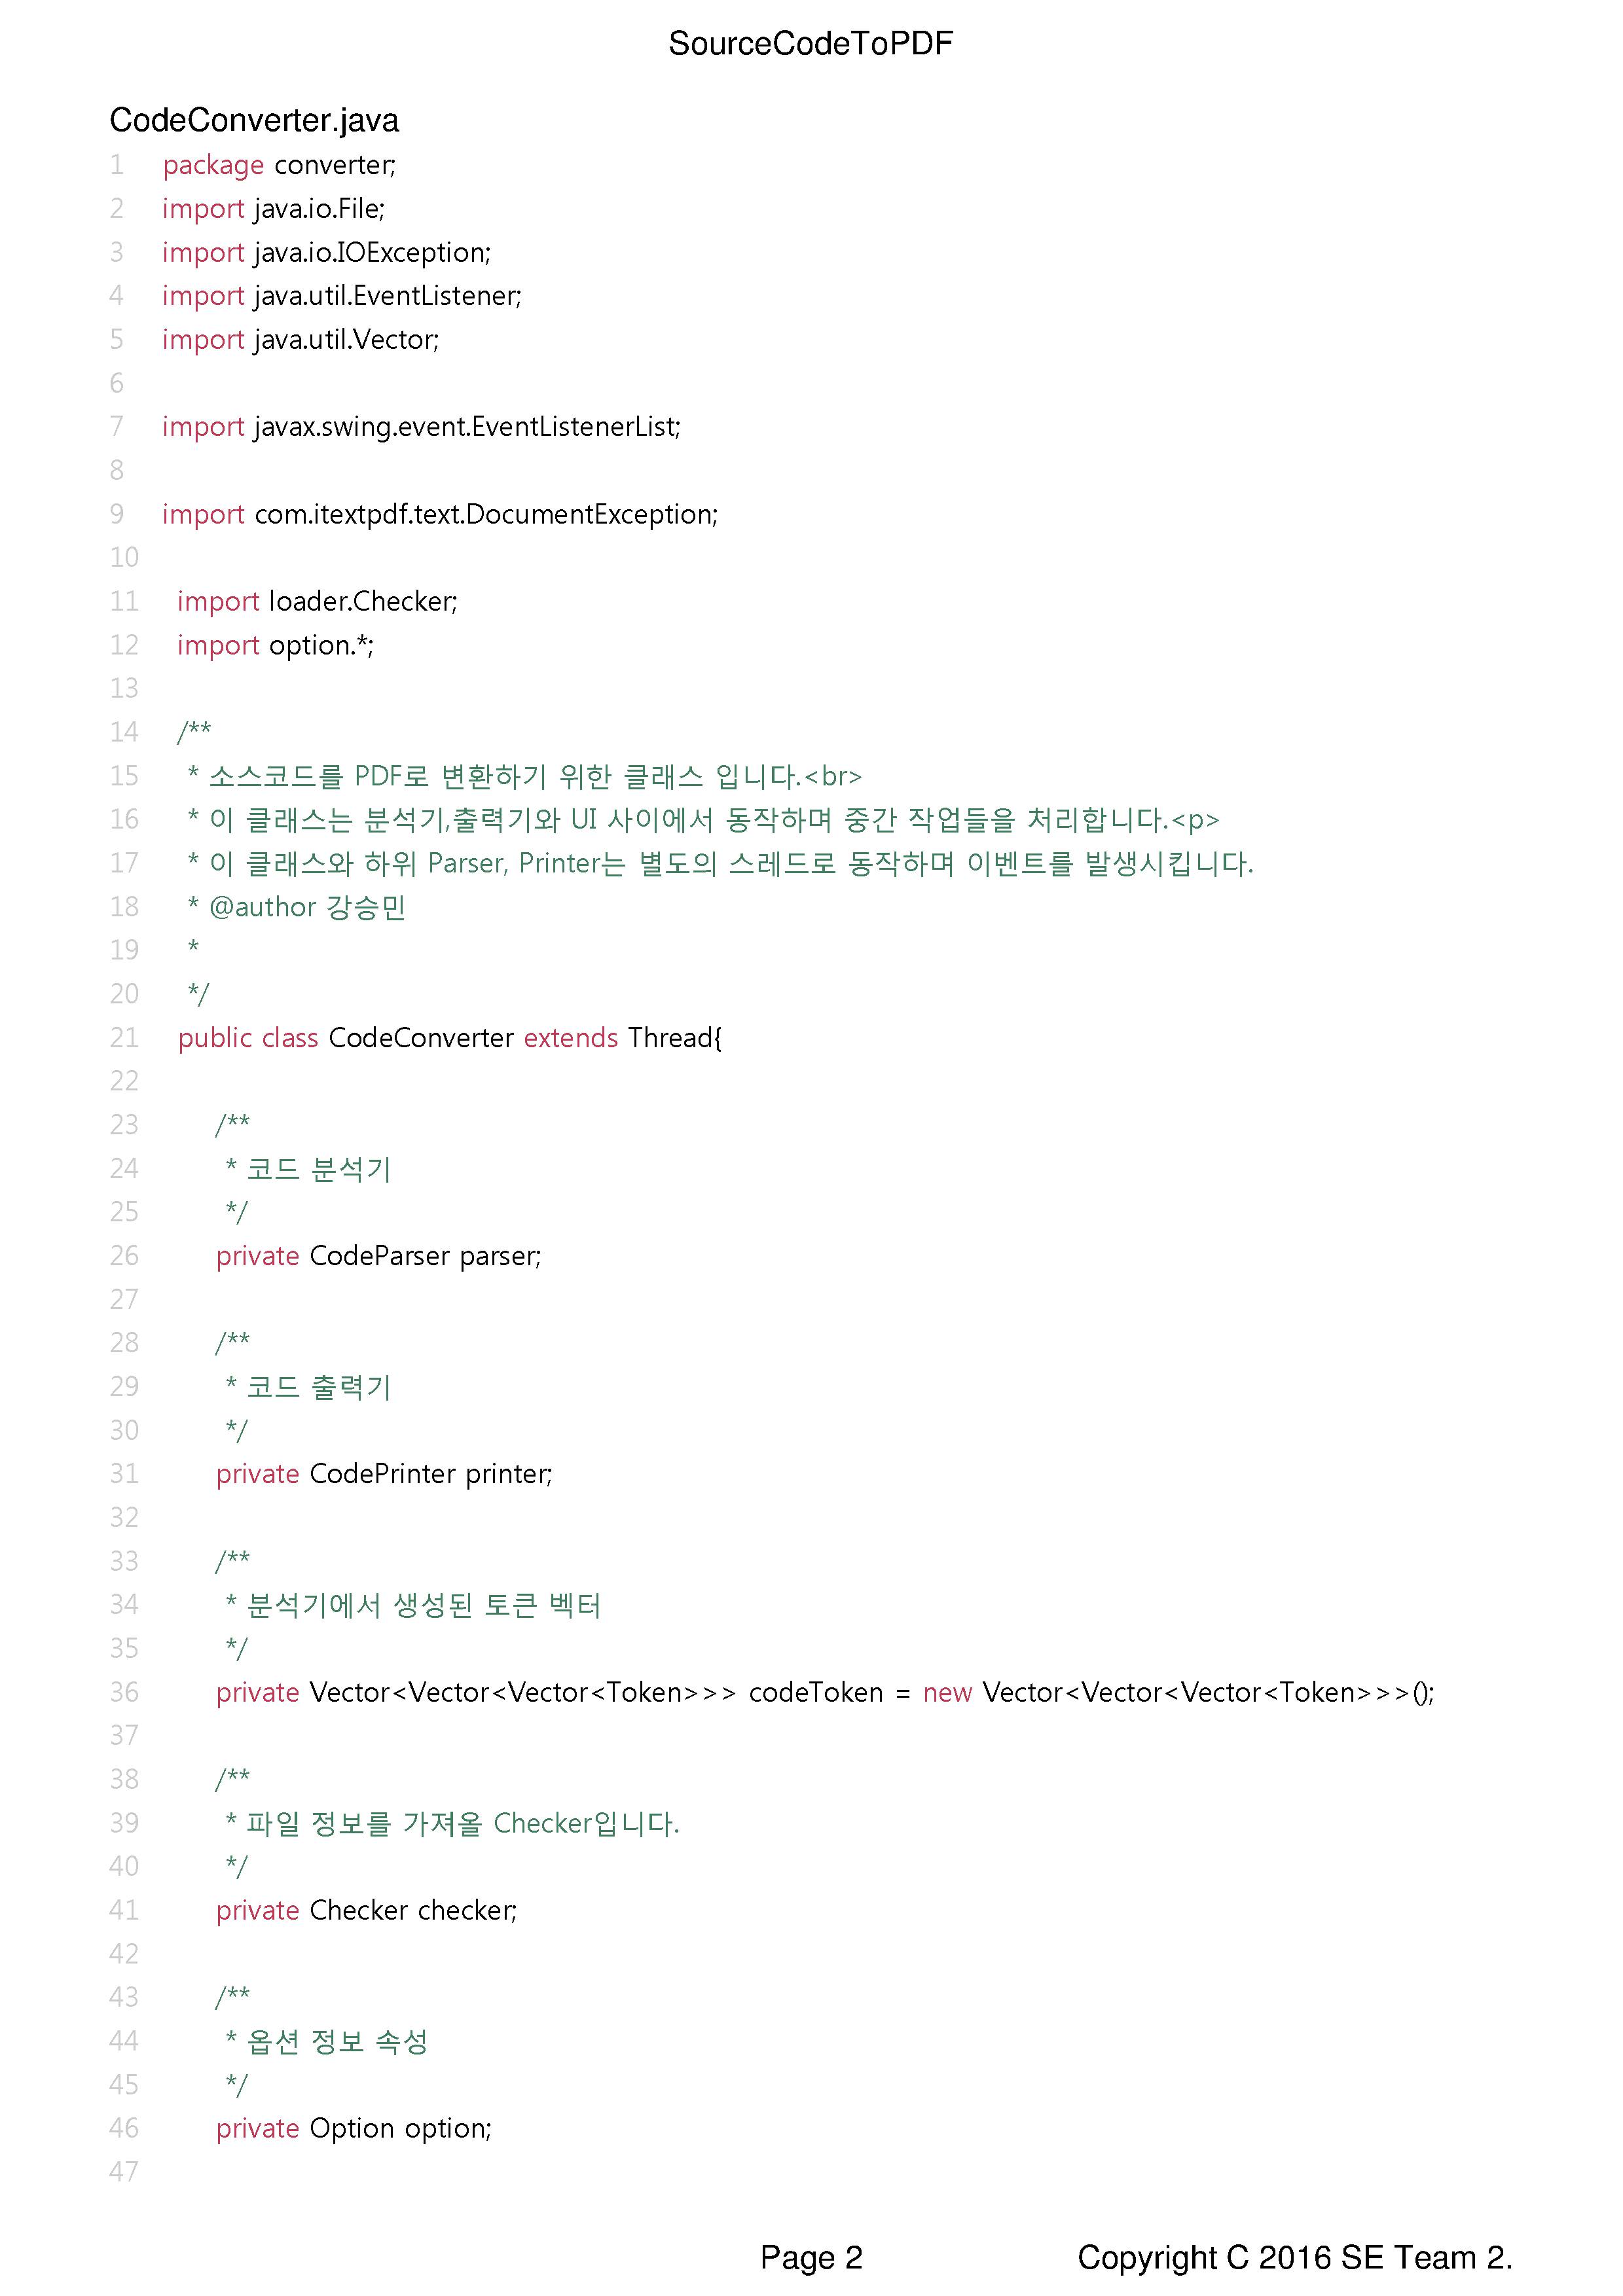 SourceCodeToPDF
CodeConverter.java
1 package converter;
2 import java.io.File;
3 import java.io.IOException;
4 import java.util.EventListener;
5 import java.util.Vector;
6
7 import javax.swing.event.EventListenerList;
8
9 import com.itextpdf.text.DocumentException;
10
11 import loader.Checker;
12 import option.*;
13
14 /**
15 * 소스코드를 PDF로 변환하기 위한 클래스 입니다.<br>
16 * 이 클래스는 분석기,출력기와 UI 사이에서 동작하며 중간 작업들을 처리합니다.<p>
17 * 이 클래스와 하위 Parser, Printer는 별도의 스레드로 동작하며 이벤트를 발생시킵니다.
18 * @author 강승민
19 *
20 */
21 public class CodeConverter extends Thread{
22
23 /**
24 * 코드 분석기
25 */
26 private CodeParser parser;
27
28 /**
29 * 코드 출력기
30 */
31 private CodePrinter printer;
32
33 /**
34 * 분석기에서 생성된 토큰 벡터
35 */
36 private Vector<Vector<Vector<Token>>> codeToken = new Vector<Vector<Vector<Token>>>();
37
38 /**
39 * 파일 정보를 가져올 Checker입니다.
40 */
41 private Checker checker;
42
43 /**
44 * 옵션 정보 속성
45 */
46 private Option option;
47
Page 2 Copyright C 2016 SE Team 2.